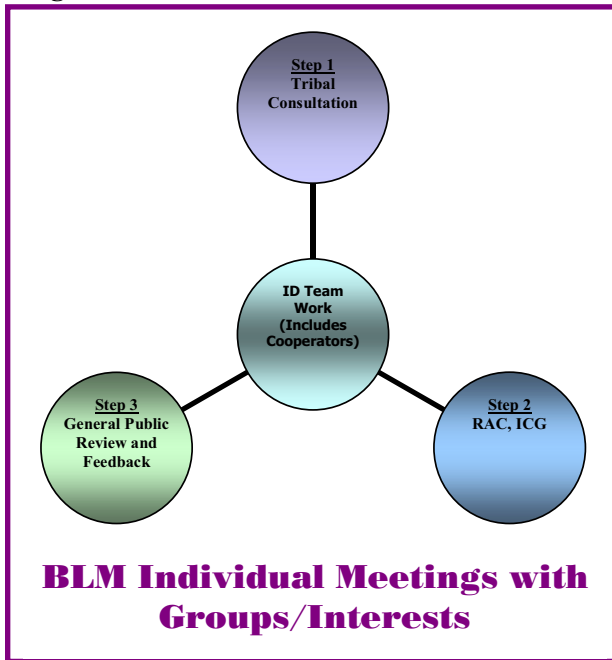 Step 1
Tribal
Consultation
ID Team
Work
(Includes
Cooperators)
Step 3
General Public
Review and
Feedback
Step 2
RAC, ICG
BLM Individual Meetings with
Groups/Interests